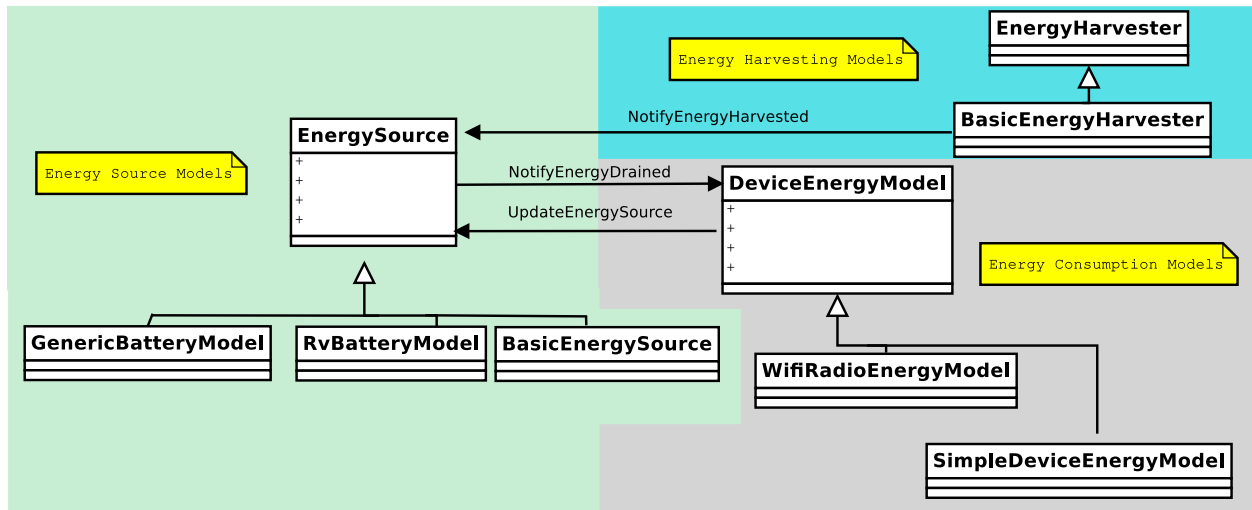 EnergyHarvester
Energy Harvesting Models
BasicEnergyHarvester
NotifyEnergyHarvested
EnergySource
+
+
+
+
Energy Source Models
NotifyEnergyDrained
DeviceEnergyModel
+
+
+
+
UpdateEnergySource
Energy Consumption Models
GenericBatteryModel
RvBatteryModel
BasicEnergySource
WifiRadioEnergyModel
SimpleDeviceEnergyModel